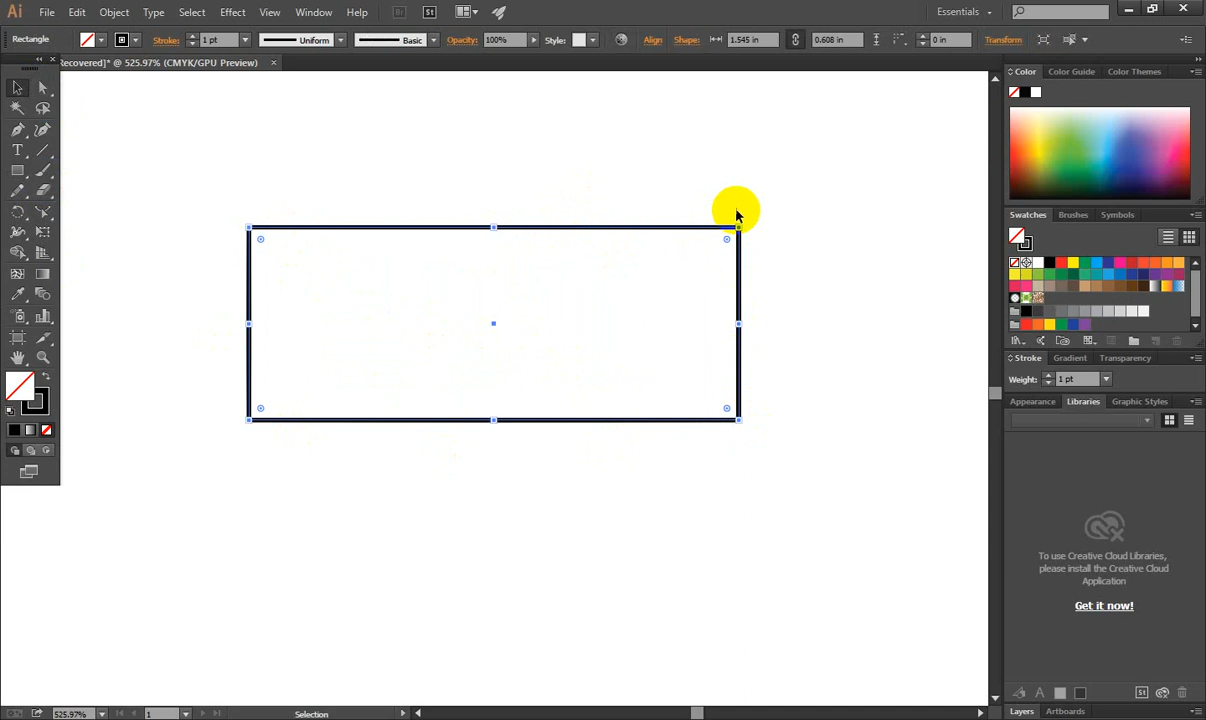 Ai File Edit Object Type Select Effect View Window Help Br St Essentials
Rectangle Stroke: 1 pt Uniform Basic Opacity: 100% Style: Align Shape: 1.545 in 0.608 in 0 in Transform
Recovered]* @ 525.97% (CMYK/GPU Preview) ×
Color Color Guide Color Themes
Swatches Brushes Symbols
Stroke Gradient Transparency
Weight: 1 pt
Appearance Libraries Graphic Styles
To use Creative Cloud Libraries,
please install the Creative Cloud
Application
Get it now!
St
Layers Artboards
525.97% 1 Selection